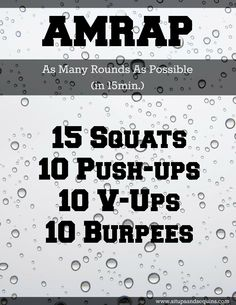 AMRAP
As Many Rounds As Possible
(in 15min.)
15 Squats
10 Push-ups
10 V-Ups
10 Burpees
www.situpsandsequins.com